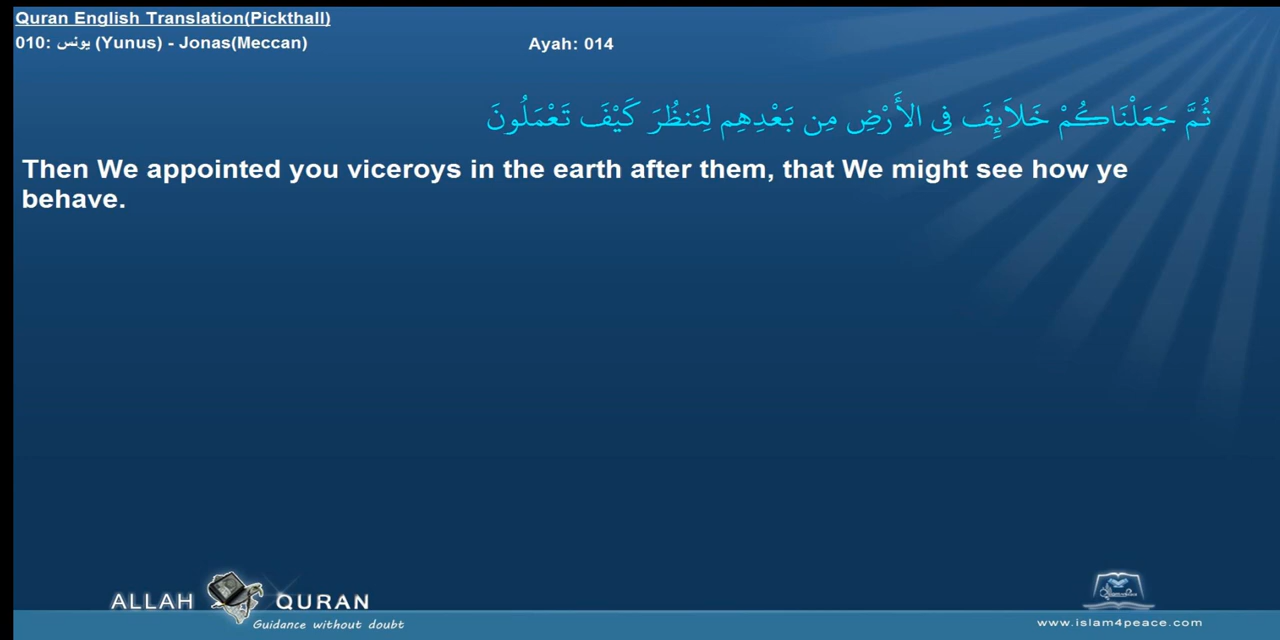 Quran English Translation(Pickthall)
010: يونس (Yunus) - Jonas(Meccan)
Ayah: 014
ثُمَّ جَعَلْنَاكُمْ خَلاَئِفَ فِي الأَرْضِ مِن بَعْدِهِم لِنَنظُرَ كَيْفَ تَعْمَلُونَ
Then We appointed you viceroys in the earth after them, that We might see how ye
behave.
ALLAH QURAN
Guidance without doubt
www.islam4peace.com